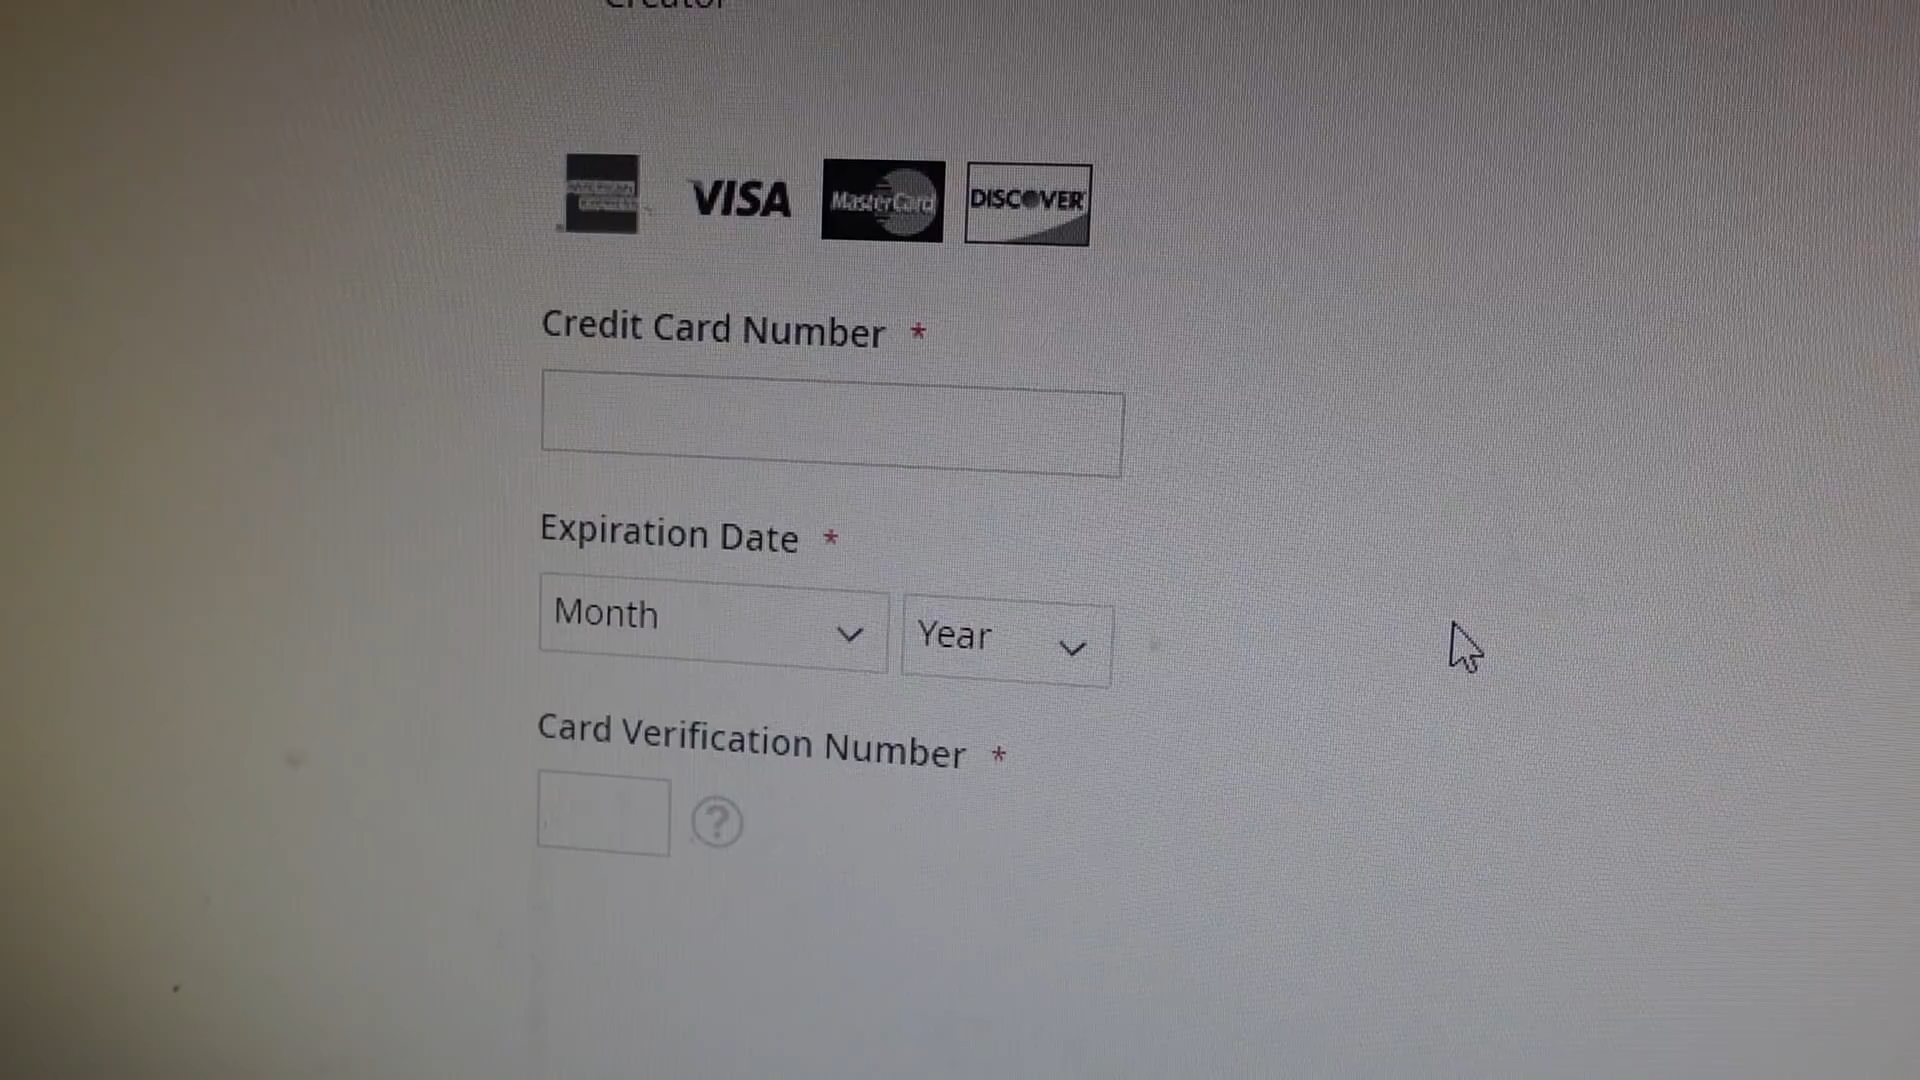 VISA MasterCard DISCOVER
Credit Card Number *
Expiration Date *
Month Year
Card Verification Number *
?